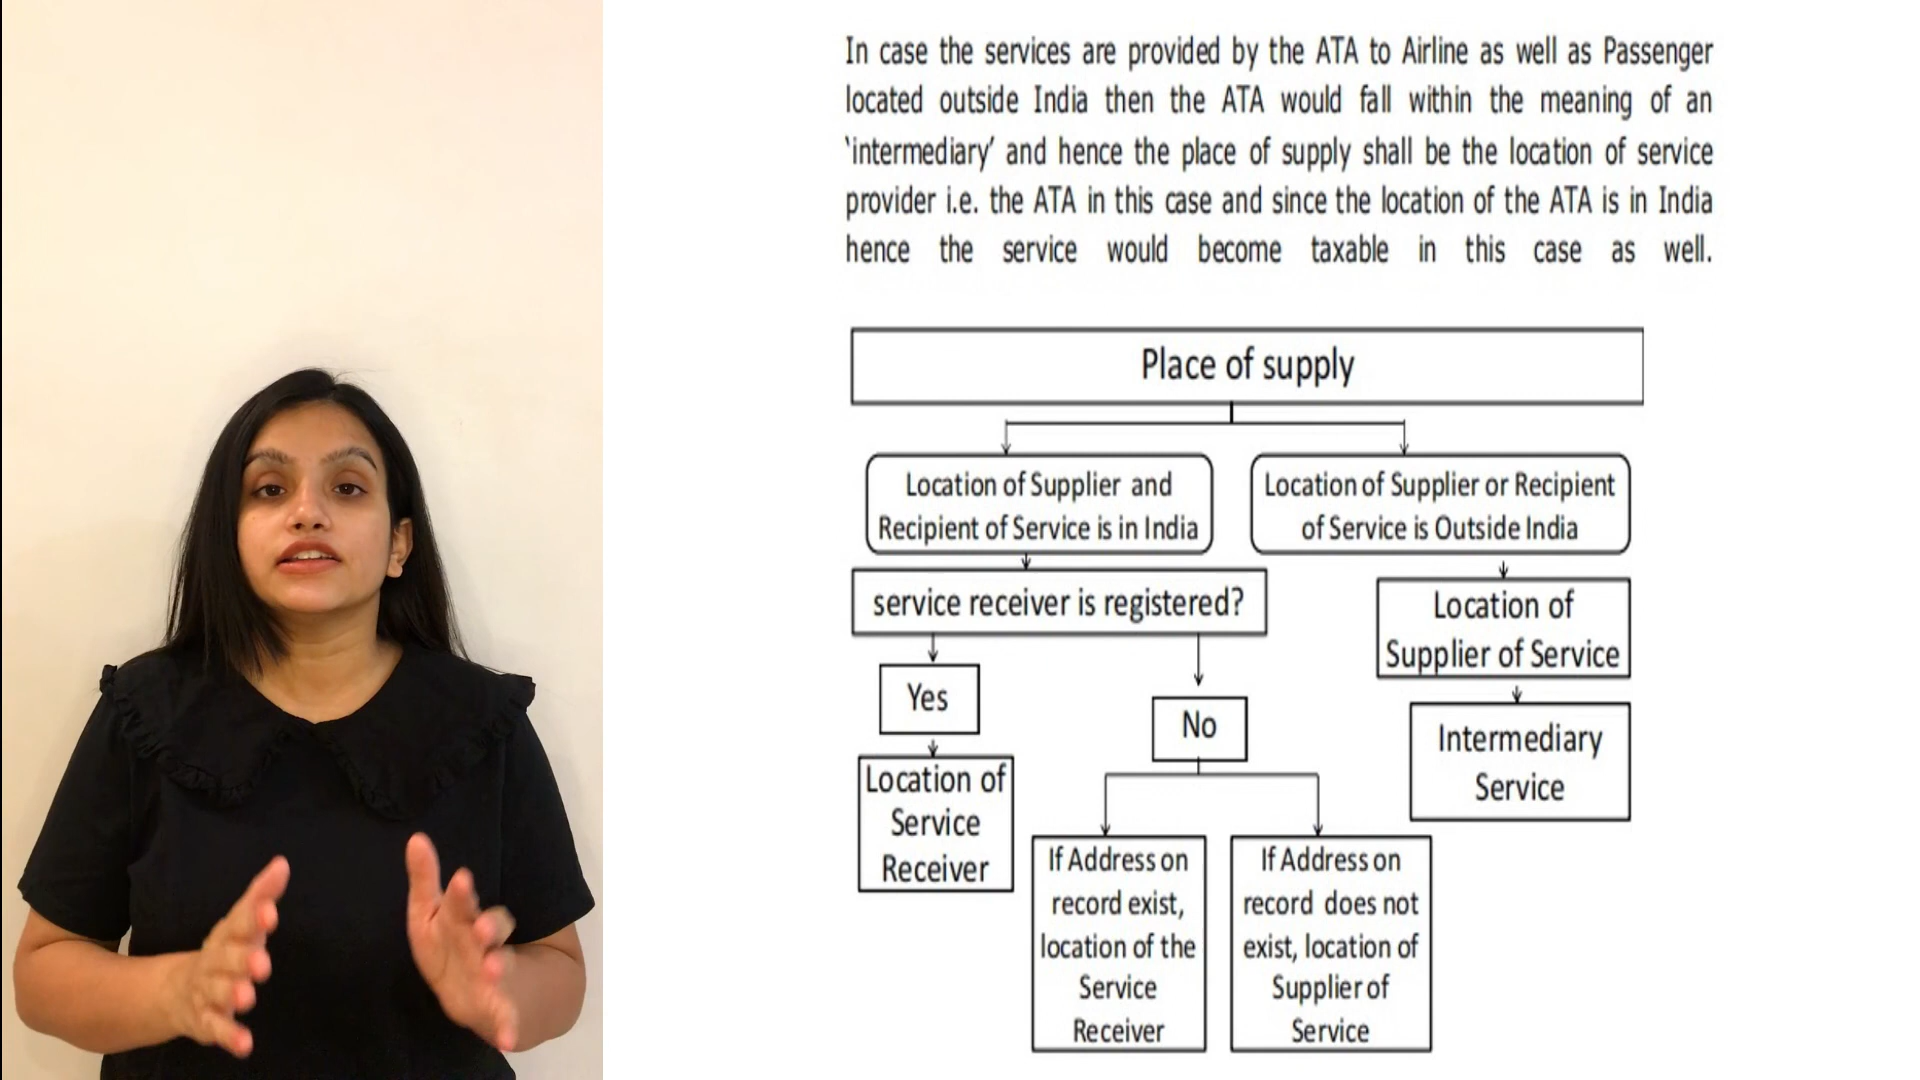 In case the services are provided by the ATA to Airline as well as Passenger
located outside India then the ATA would fall within the meaning of an
‘intermediary’ and hence the place of supply shall be the location of service
provider i.e. the ATA in this case and since the location of the ATA is in India
hence the service would become taxable in this case as well.
Place of supply
Location of Supplier and
Recipient of Service is in India
Location of Supplier or Recipient
of Service is Outside India
service receiver is registered?
Location of
Supplier of Service
Yes
No
Intermediary
Service
Location of
Service
Receiver
If Address on
record exist,
location of the
Service
Receiver
If Address on
record does not
exist, location of
Supplier of
Service